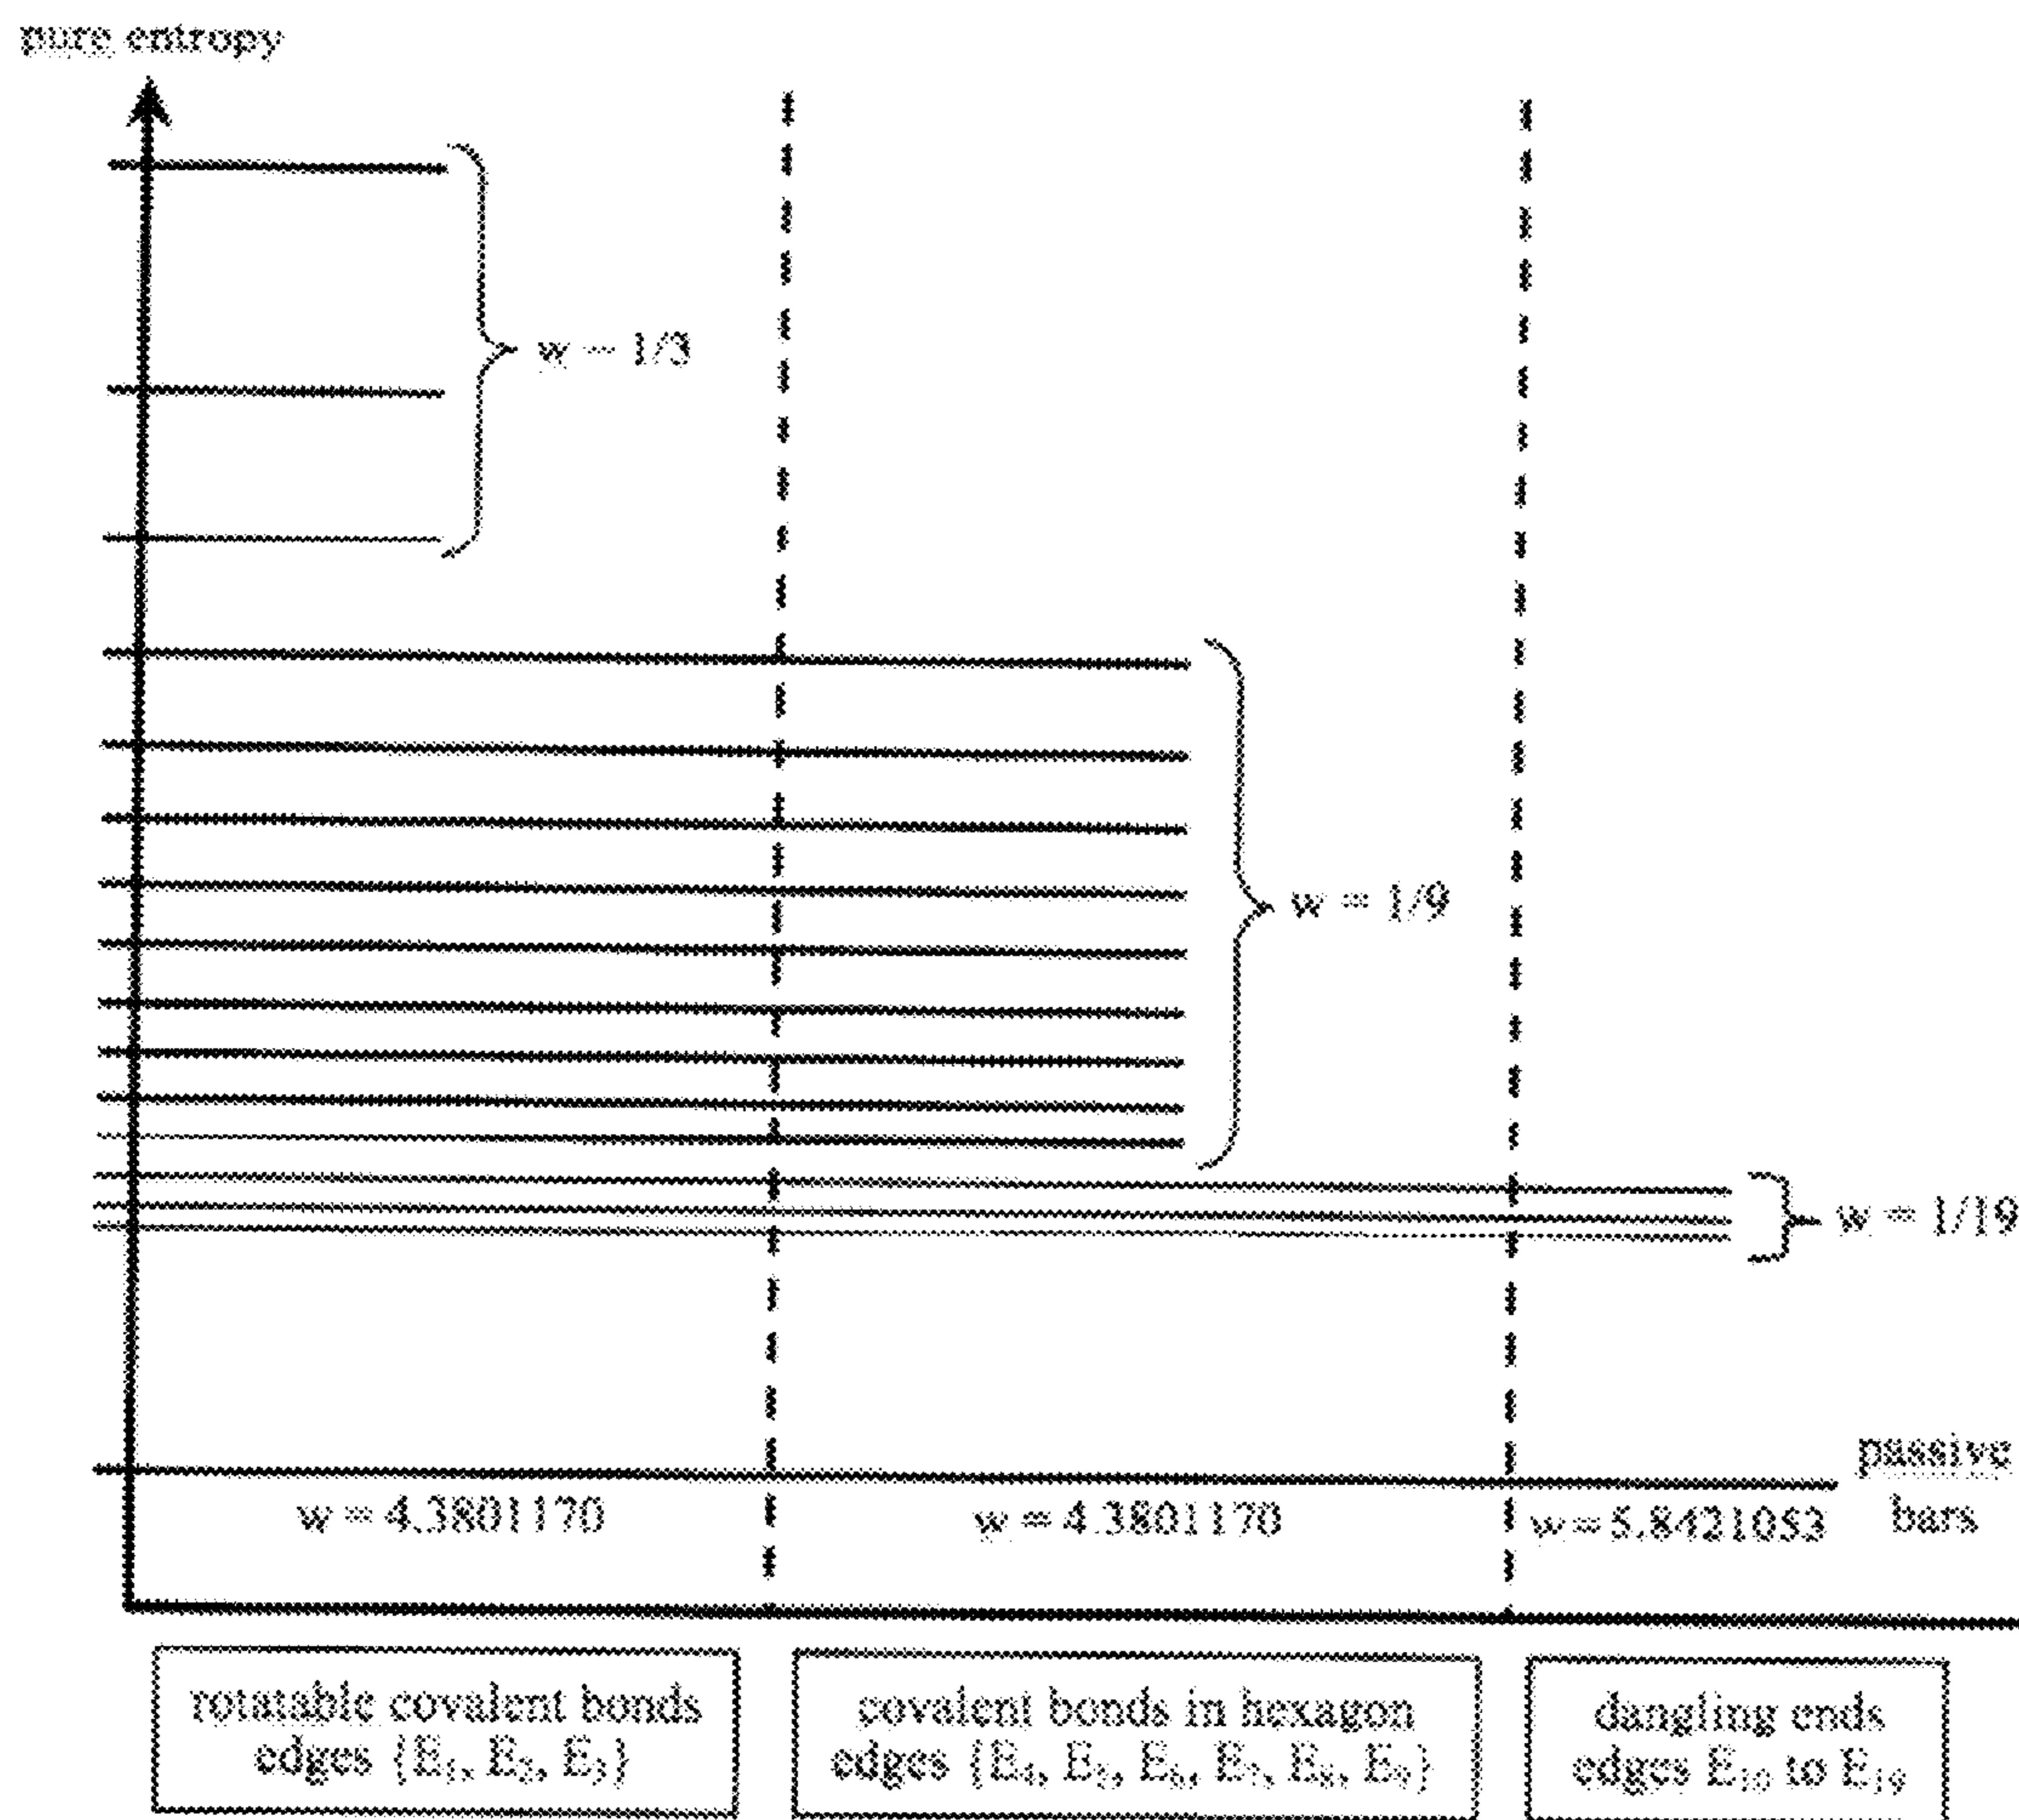 pure entropy
w = 1/3
w = 1/9
w = 1/19
passive
bars
w = 4.3801170
w = 4.3801170
w = 5.8421053
rotatable covalent bonds
edges {E₁, E₂, E₃}
covalent bonds in hexagon
edges {E₄, E₅, E₆, E₇, E₈, E₉}
dangling ends
edges E₁₀ to E₁₉